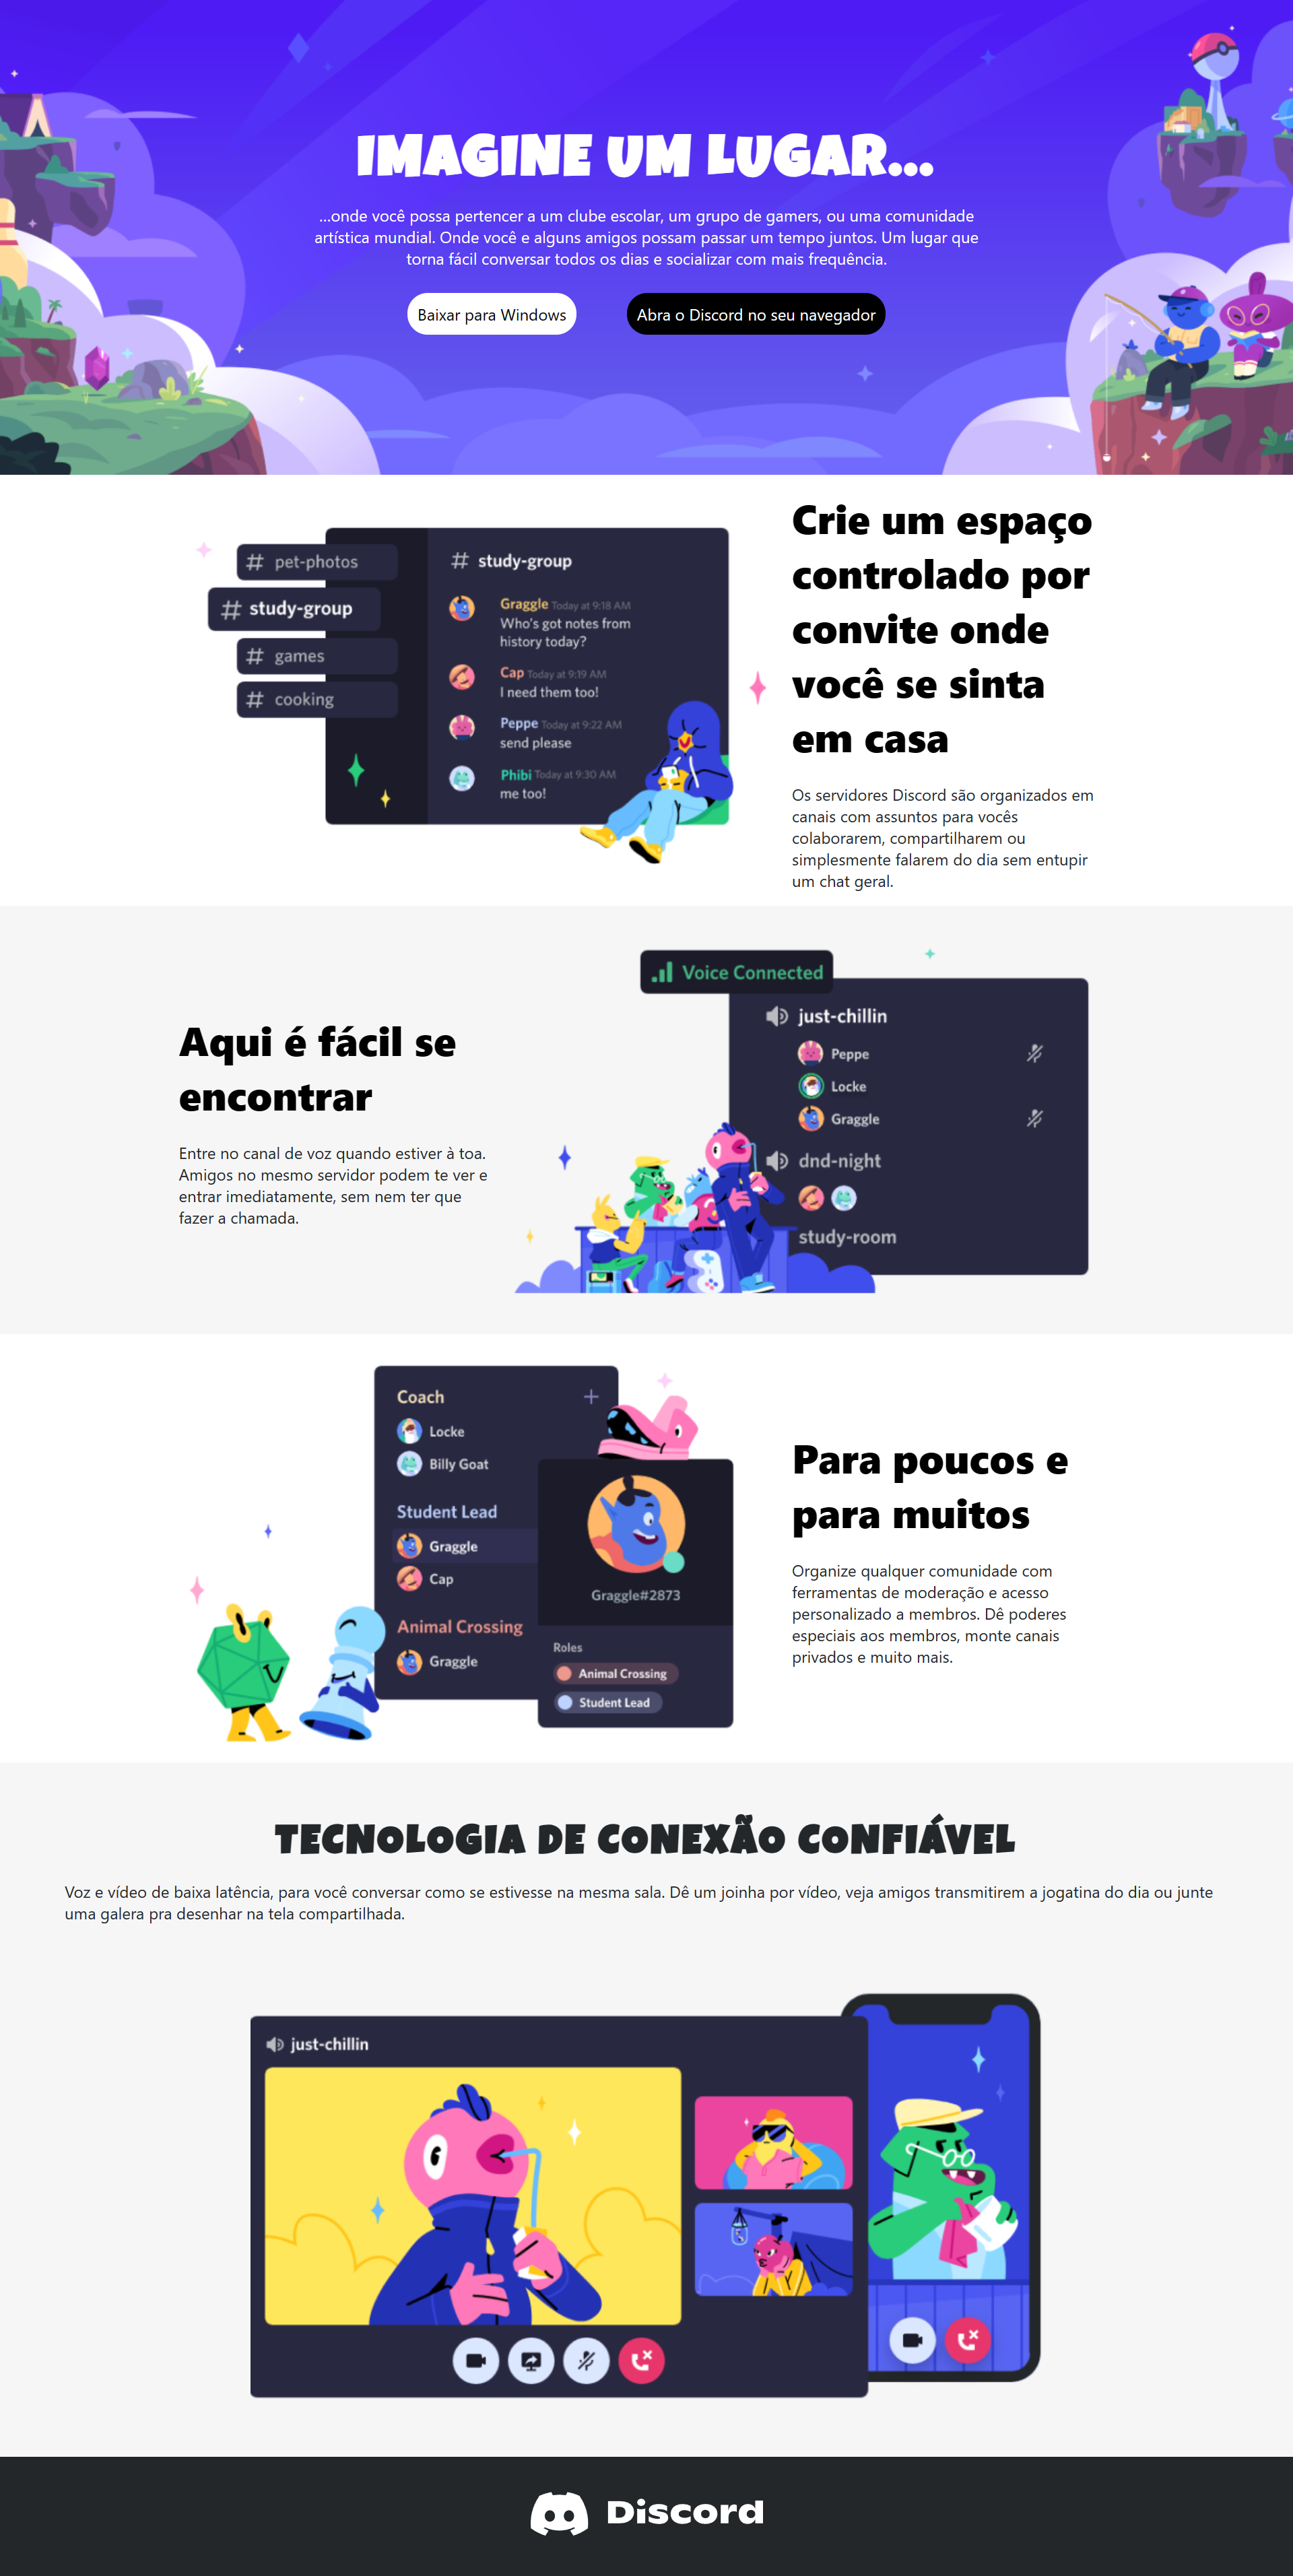 IMAGINE UM LUGAR...
...onde você possa pertencer a um clube escolar, um grupo de gamers, ou uma comunidade
artística mundial. Onde você e alguns amigos possam passar um tempo juntos. Um lugar que
torna fácil conversar todos os dias e socializar com mais frequência.
Baixar para Windows
Abra o Discord no seu navegador
# pet-photos
# study-group
# games
# cooking
# study-group
Graggle Today at 9:18 AM
Who's got notes from
history today?
Cap Today at 9:19 AM
I need them too!
Peppe Today at 9:22 AM
send please
Phibi Today at 9:30 AM
me too!
Crie um espaço
controlado por
convite onde
você se sinta
em casa
Os servidores Discord são organizados em
canais com assuntos para vocês
colaborarem, compartilharem ou
simplesmente falarem do dia sem entupir
um chat geral.
Aqui é fácil se
encontrar
Entre no canal de voz quando estiver à toa.
Amigos no mesmo servidor podem te ver e
entrar imediatamente, sem nem ter que
fazer a chamada.
Voice Connected
just-chillin
Peppe
Locke
Graggle
dnd-night
study-room
Coach
Locke
Billy Goat
Student Lead
Graggle
Cap
Animal Crossing
Graggle
Graggle#2873
Roles
Animal Crossing
Student Lead
Para poucos e
para muitos
Organize qualquer comunidade com
ferramentas de moderação e acesso
personalizado a membros. Dê poderes
especiais aos membros, monte canais
privados e muito mais.
TECNOLOGIA DE CONEXÃO CONFIÁVEL
Voz e vídeo de baixa latência, para você conversar como se estivesse na mesma sala. Dê um joinha por vídeo, veja amigos transmitirem a jogatina do dia ou junte
uma galera pra desenhar na tela compartilhada.
just-chillin
Discord